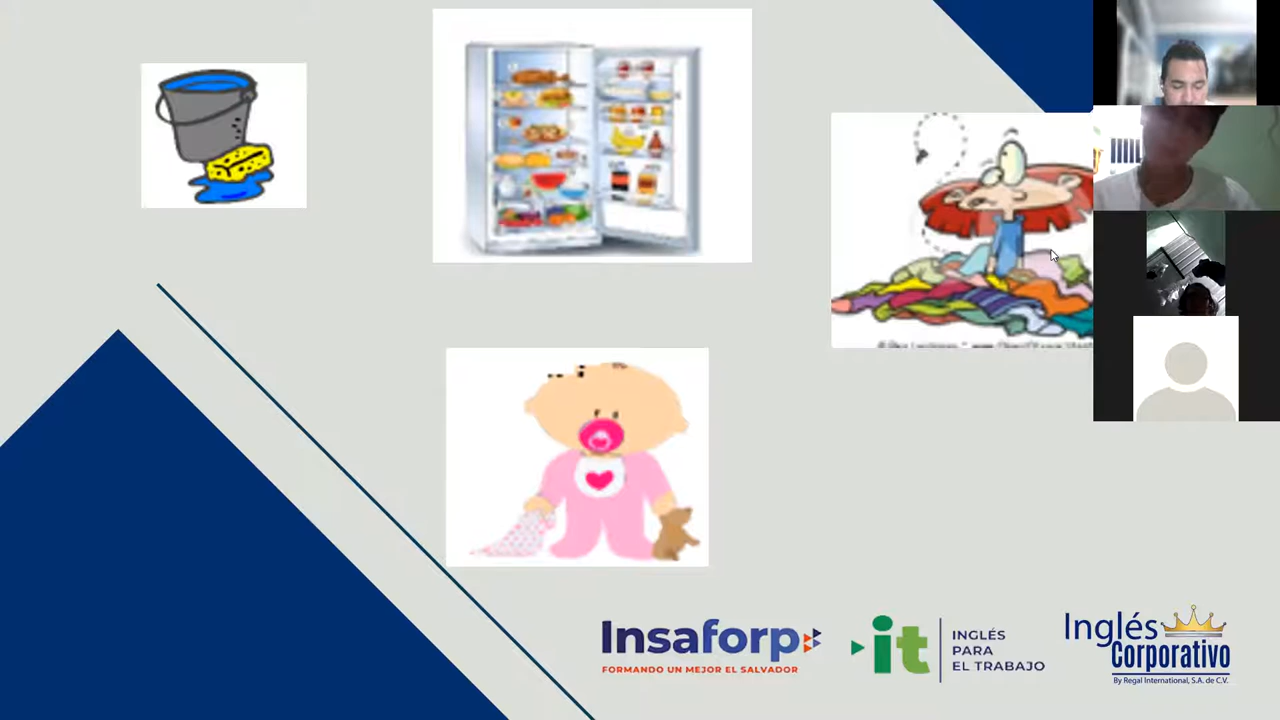 Insaforp
FORMANDO UN MEJOR EL SALVADOR
it
INGLÉS
PARA
EL TRABAJO
Inglés
Corporativo
By Regal International, S.A. de C.V.